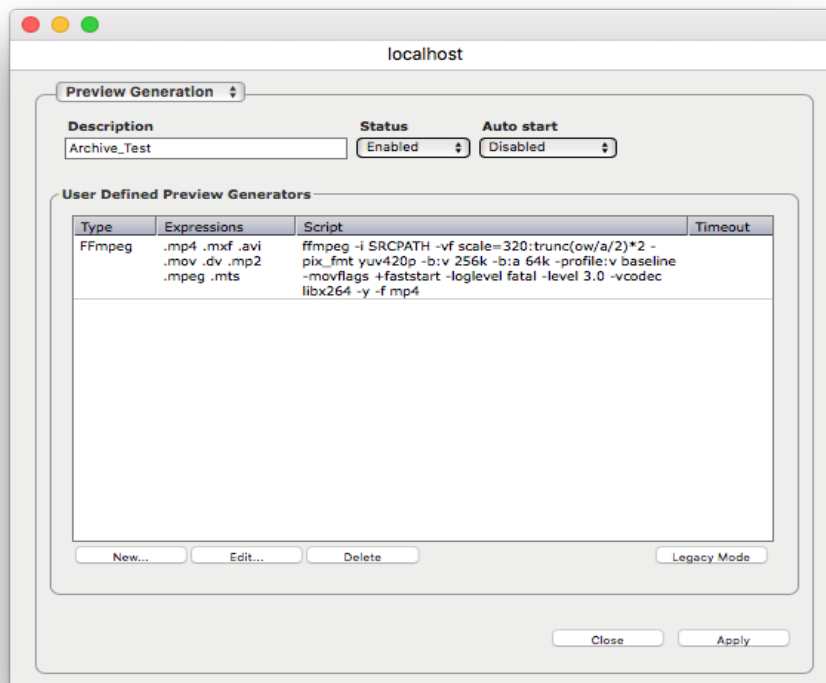 localhost
Preview Generation
Description Status Auto start
Archive_Test Enabled Disabled
User Defined Preview Generators
Type Expressions Script Timeout
FFmpeg .mp4 .mxf .avi ffmpeg -i SRCPATH -vf scale=320:trunc(ow/a/2)*2 -
.mov .dv .mp2 pix_fmt yuv420p -b:v 256k -b:a 64k -profile:v baseline
.mpeg .mts -movflags +faststart -loglevel fatal -level 3.0 -vcodec
libx264 -y -f mp4
New... Edit... Delete Legacy Mode
Close Apply